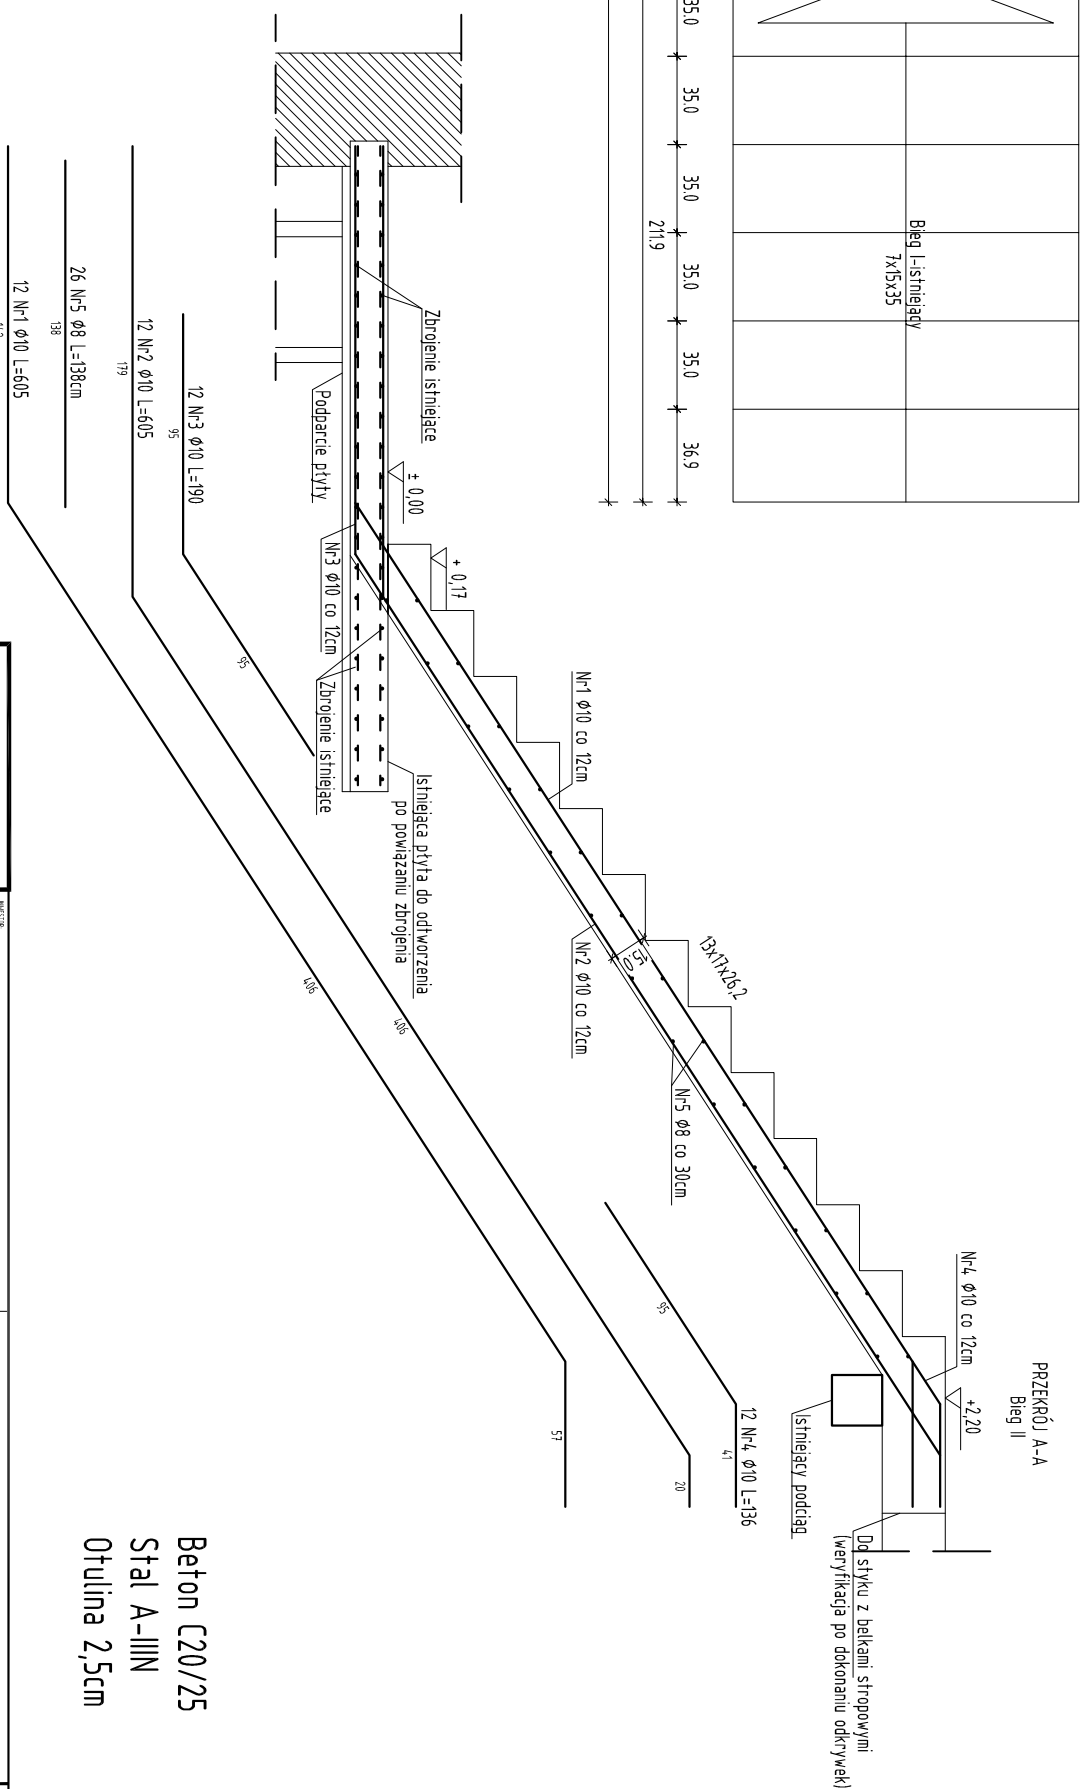 PRZEKRÓJ A-A
Bieg II
35.0
35.0
35.0
35.0
35.0
36.9
211.9
Bieg I-istniejący
7x15x35
Nr4 ϕ10 co 12cm
+2,20
13x17x26,2
Nr1 ϕ10 co 12cm
15,0
Nr5 ϕ8 co 30cm
Nr2 ϕ10 co 12cm
Do styku z belkami stropowymi
(weryfikacja po dokonaniu odkrywek)
Istniejący podciąg
+ 0,17
± 0,00
Zbrojenie istniejące
Istniejąca płyta do odtworzenia
po powiązaniu zbrojenia
Podparcie płyty
Nr3 ϕ10 co 12cm
Zbrojenie istniejące
12 Nr4 ϕ10 L=136
41
95
12 Nr3 ϕ10 L=190
95
95
12 Nr2 ϕ10 L=605
179
406
20
26 Nr5 ϕ8 L=138cm
138
12 Nr1 ϕ10 L=605
406
57
Beton C20/25
Stal A-IIIN
Otulina 2,5cm